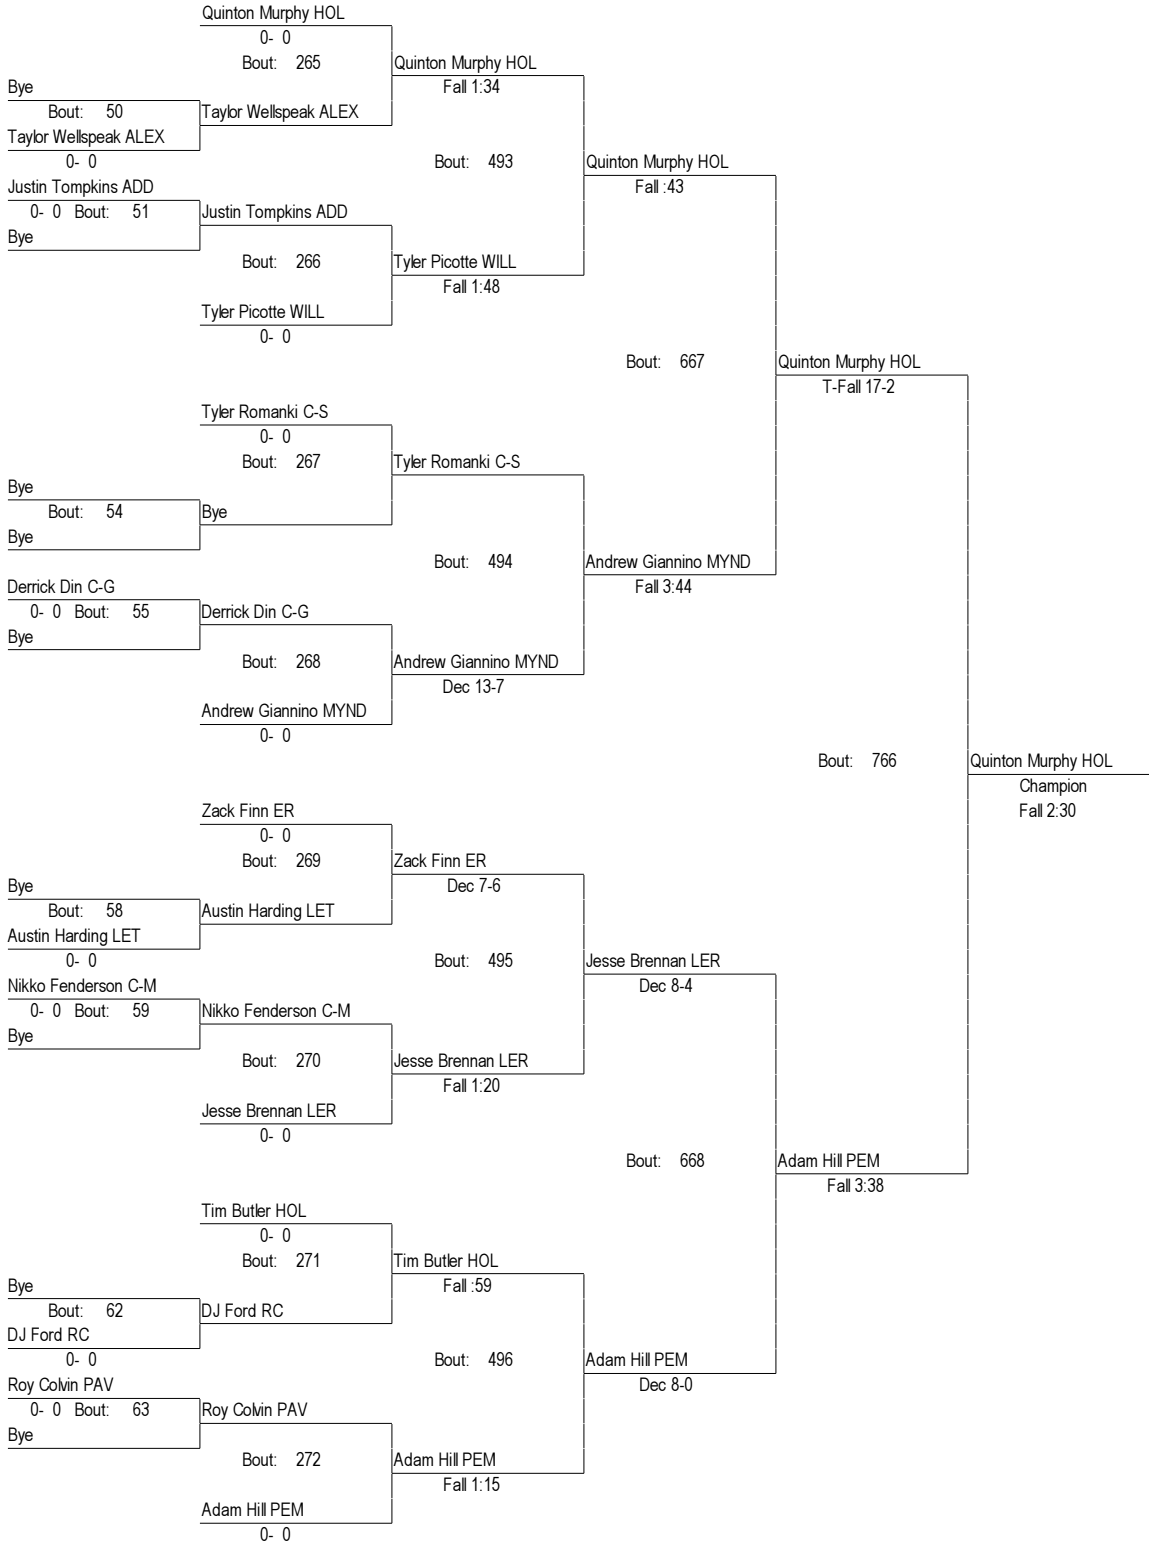 Quinton Murphy HOL
0- 0
Bout: 265 Quinton Murphy HOL
Bye Fall 1:34
Bout: 50 Taylor Wellspeak ALEX
Taylor Wellspeak ALEX
0- 0 Bout: 493 Quinton Murphy HOL
Justin Tompkins ADD Fall :43
0- 0 Bout: 51 Justin Tompkins ADD
Bye
Bout: 266 Tyler Picotte WILL
Fall 1:48
Tyler Picotte WILL
0- 0
Bout: 667 Quinton Murphy HOL
T-Fall 17-2
Tyler Romanki C-S
0- 0
Bout: 267 Tyler Romanki C-S
Bye
Bout: 54 Bye
Bye
Bout: 494 Andrew Giannino MYND
Derrick Din C-G Fall 3:44
0- 0 Bout: 55 Derrick Din C-G
Bye
Bout: 268 Andrew Giannino MYND
Dec 13-7
Andrew Giannino MYND
0- 0
Bout: 766 Quinton Murphy HOL
Champion
Zack Finn ER Fall 2:30
0- 0
Bout: 269 Zack Finn ER
Bye Dec 7-6
Bout: 58 Austin Harding LET
Austin Harding LET
0- 0 Bout: 495 Jesse Brennan LER
Nikko Fenderson C-M Dec 8-4
0- 0 Bout: 59 Nikko Fenderson C-M
Bye
Bout: 270 Jesse Brennan LER
Fall 1:20
Jesse Brennan LER
0- 0
Bout: 668 Adam Hill PEM
Fall 3:38
Tim Butler HOL
0- 0
Bout: 271 Tim Butler HOL
Bye Fall :59
Bout: 62 DJ Ford RC
DJ Ford RC
0- 0 Bout: 496 Adam Hill PEM
Roy Colvin PAV Dec 8-0
0- 0 Bout: 63 Roy Colvin PAV
Bye
Bout: 272 Adam Hill PEM
Fall 1:15
Adam Hill PEM
0- 0